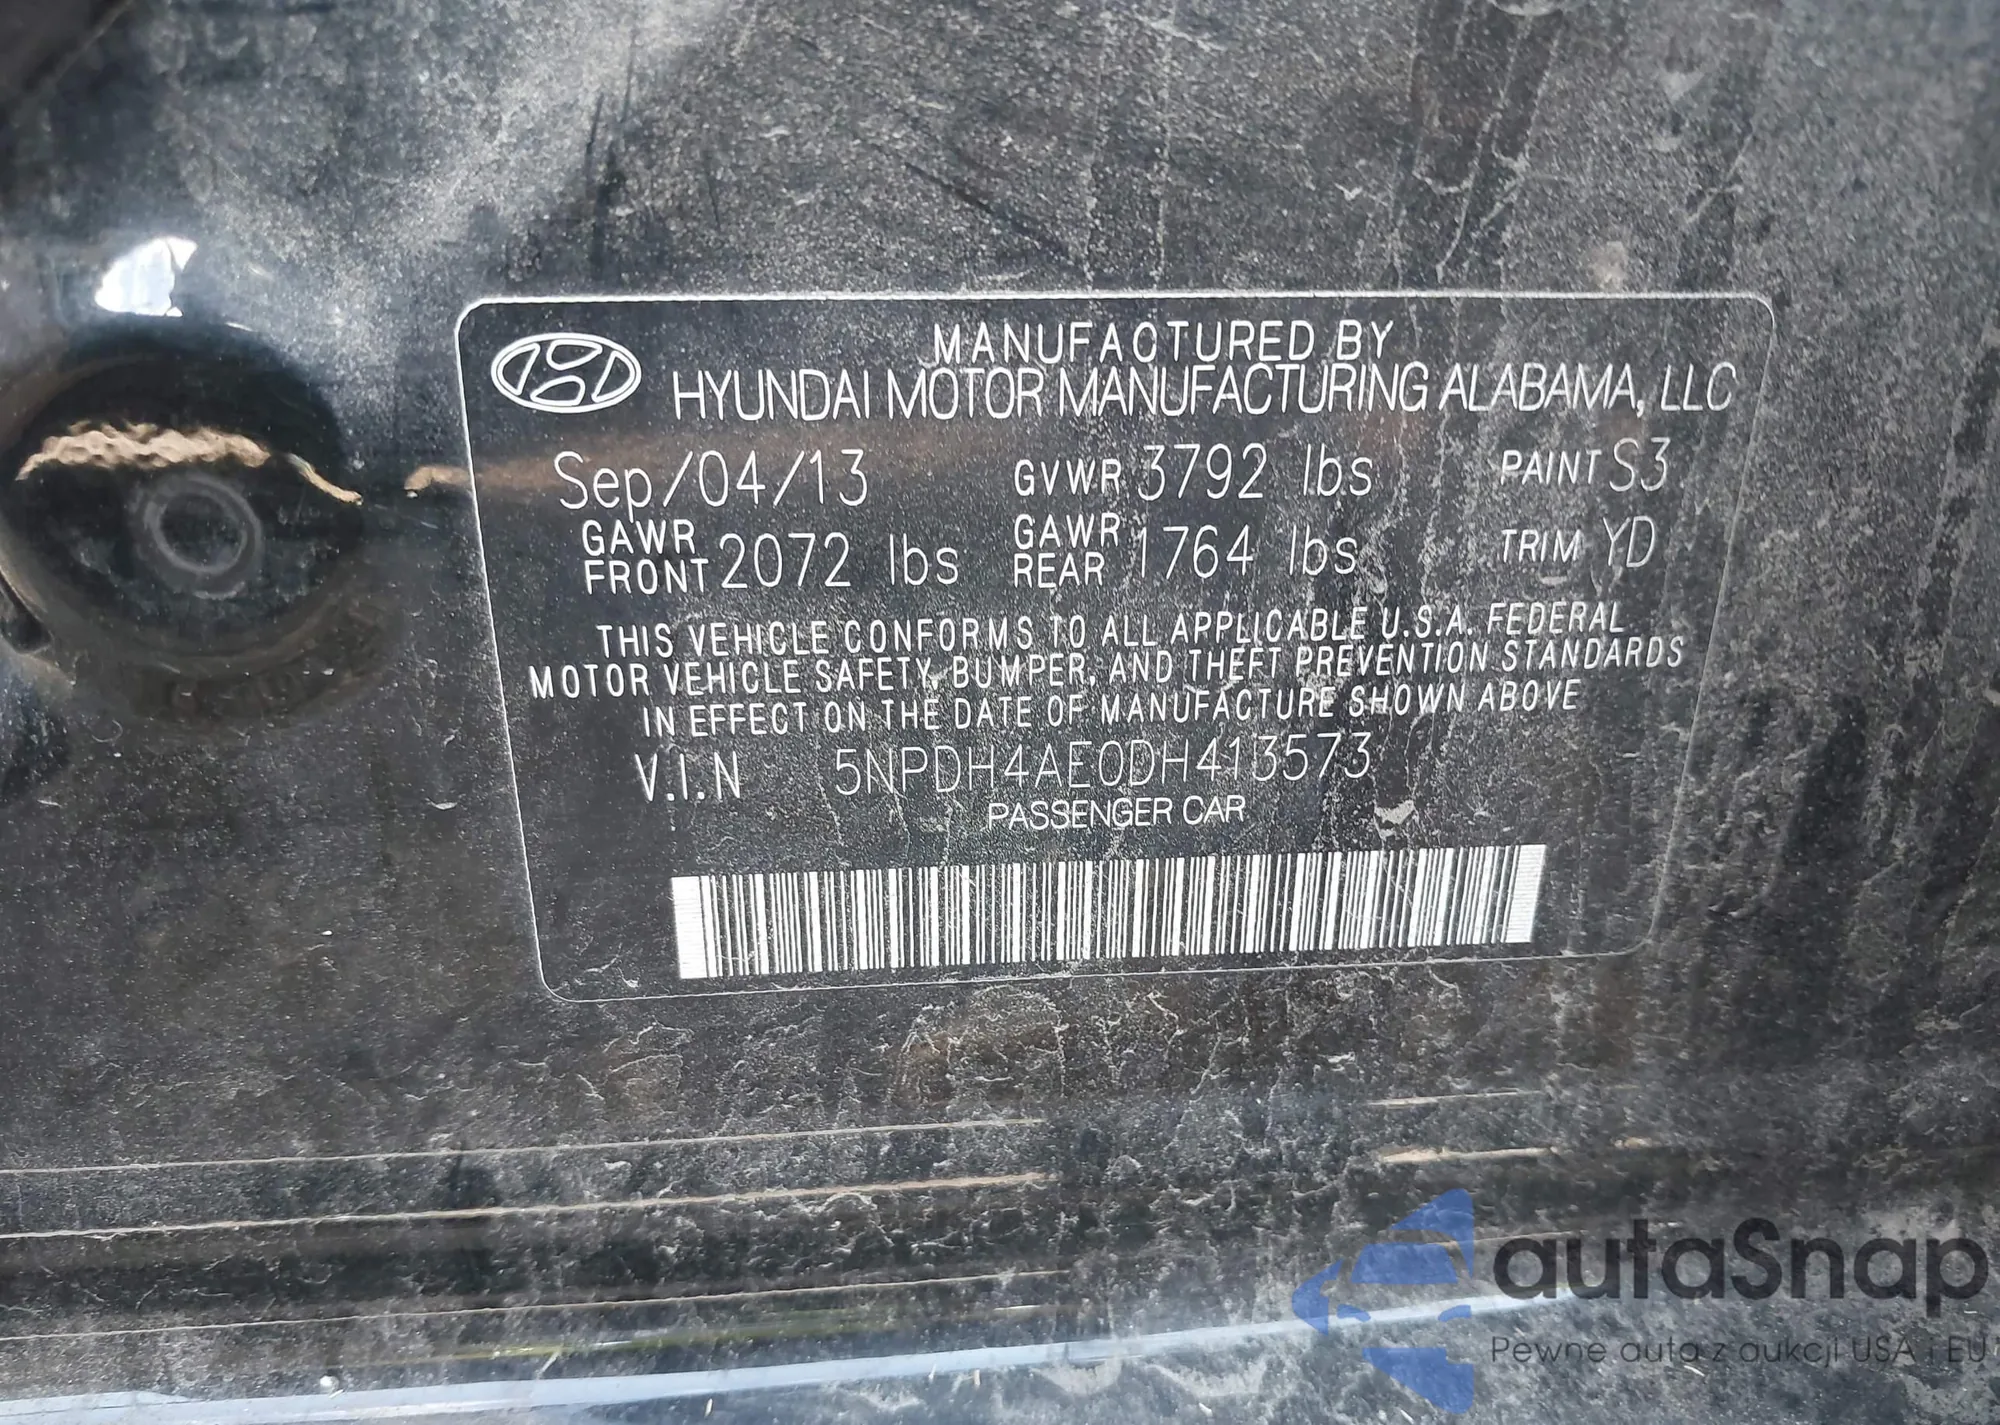 MANUFACTURED BY
HYUNDAI MOTOR MANUFACTURING ALABAMA, LLC
Sep/04/13 GVWR 3792 lbs PAINT S3
GAWR FRONT 2072 lbs GAWR REAR 1764 lbs TRIM YD
THIS VEHICLE CONFORMS TO ALL APPLICABLE U.S.A. FEDERAL
MOTOR VEHICLE SAFETY, BUMPER, AND THEFT PREVENTION STANDARDS
IN EFFECT ON THE DATE OF MANUFACTURE SHOWN ABOVE
V.I.N 5NPDH4AE0DH413573
PASSENGER CAR
autaSnap
Pewne auta z aukcji USA i EU